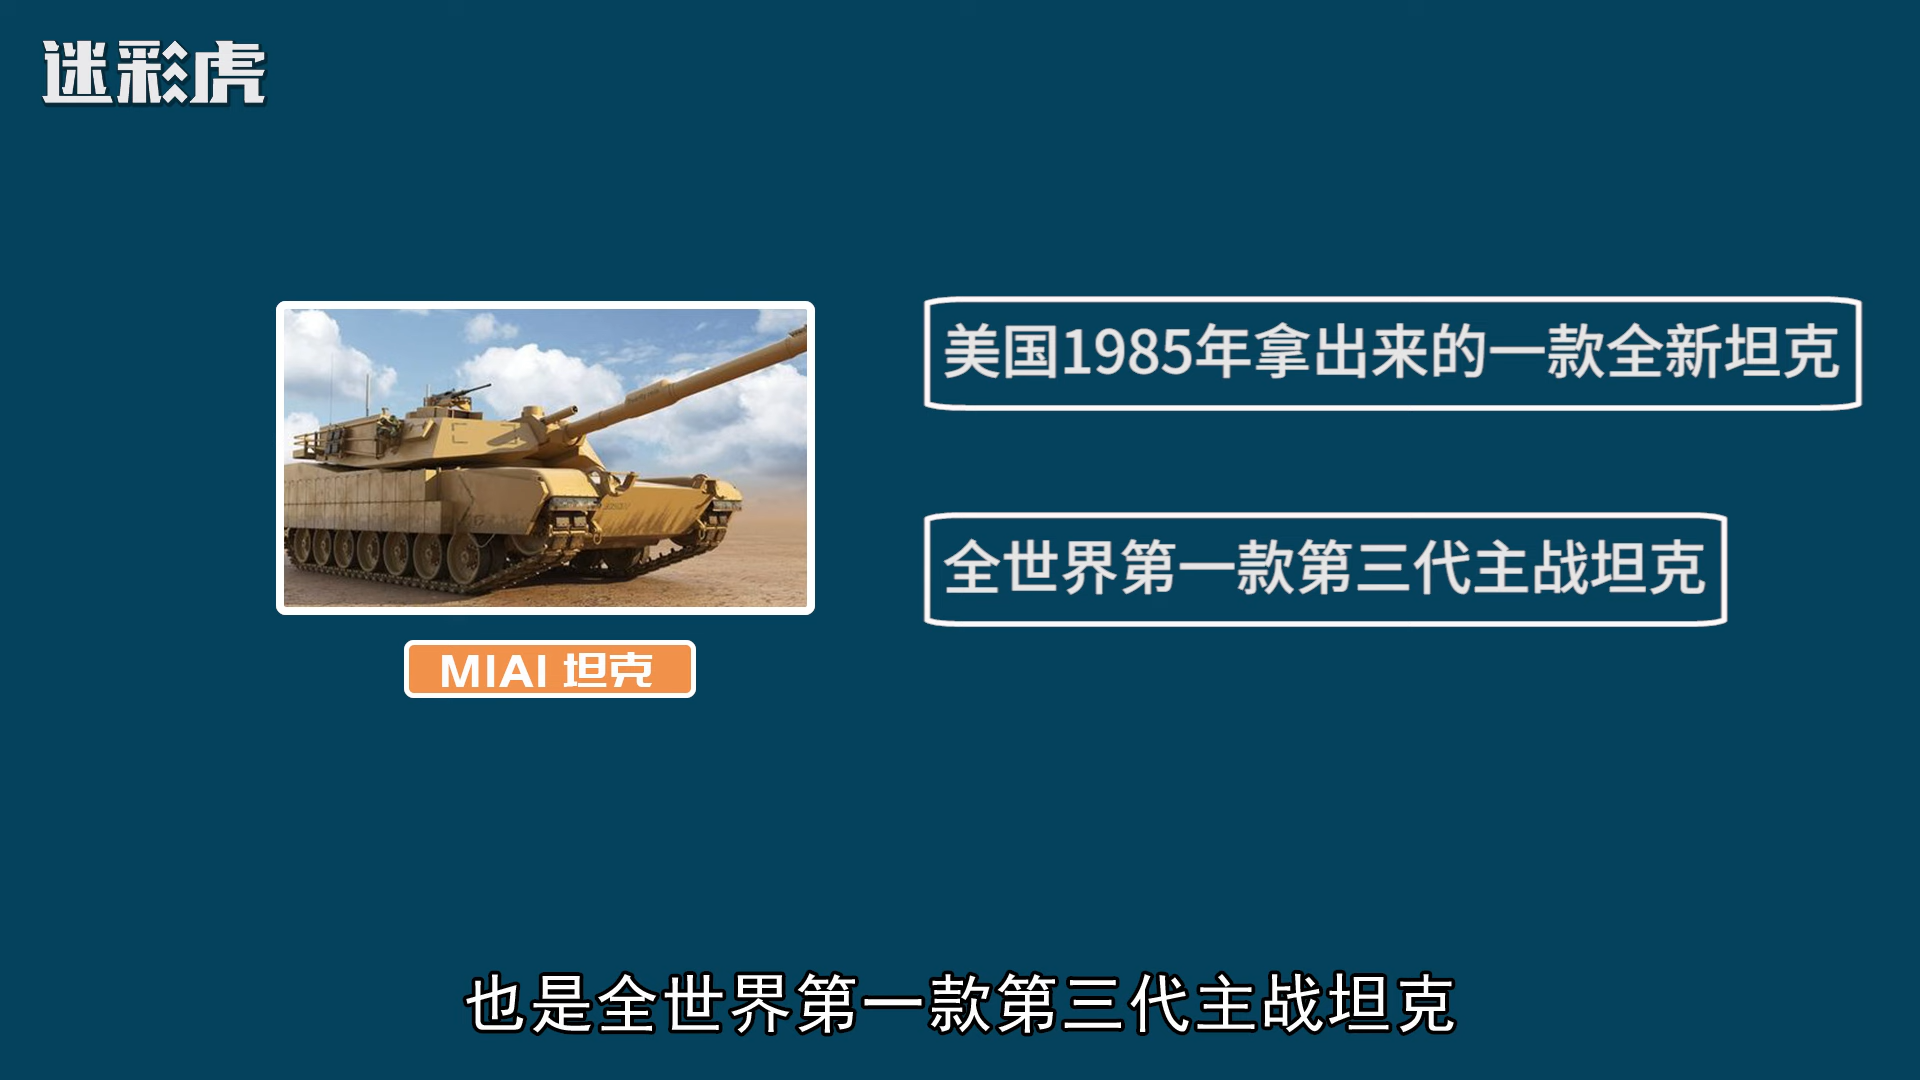 迷彩虎
美国1985年拿出来的一款全新坦克
全世界第一款第三代主战坦克
M1A1 坦克
也是全世界第一款第三代主战坦克